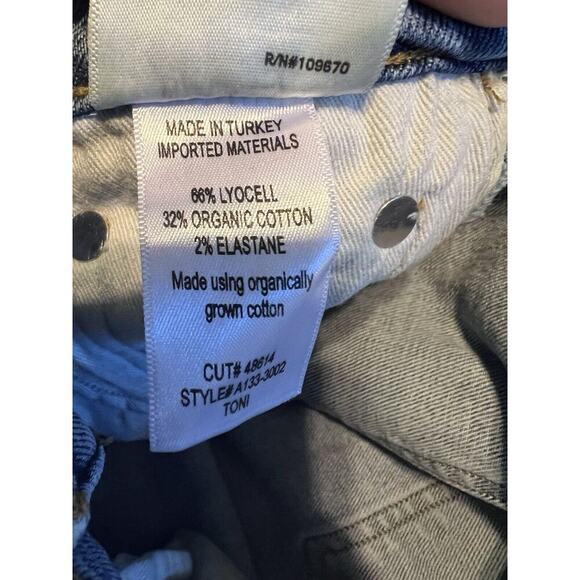 R/N#109670
MADE IN TURKEY
IMPORTED MATERIALS
66% LYOCELL
32% ORGANIC COTTON
2% ELASTANE
Made using organically
grown cotton
CUT# 48614
STYLE# A133-3002
TONI